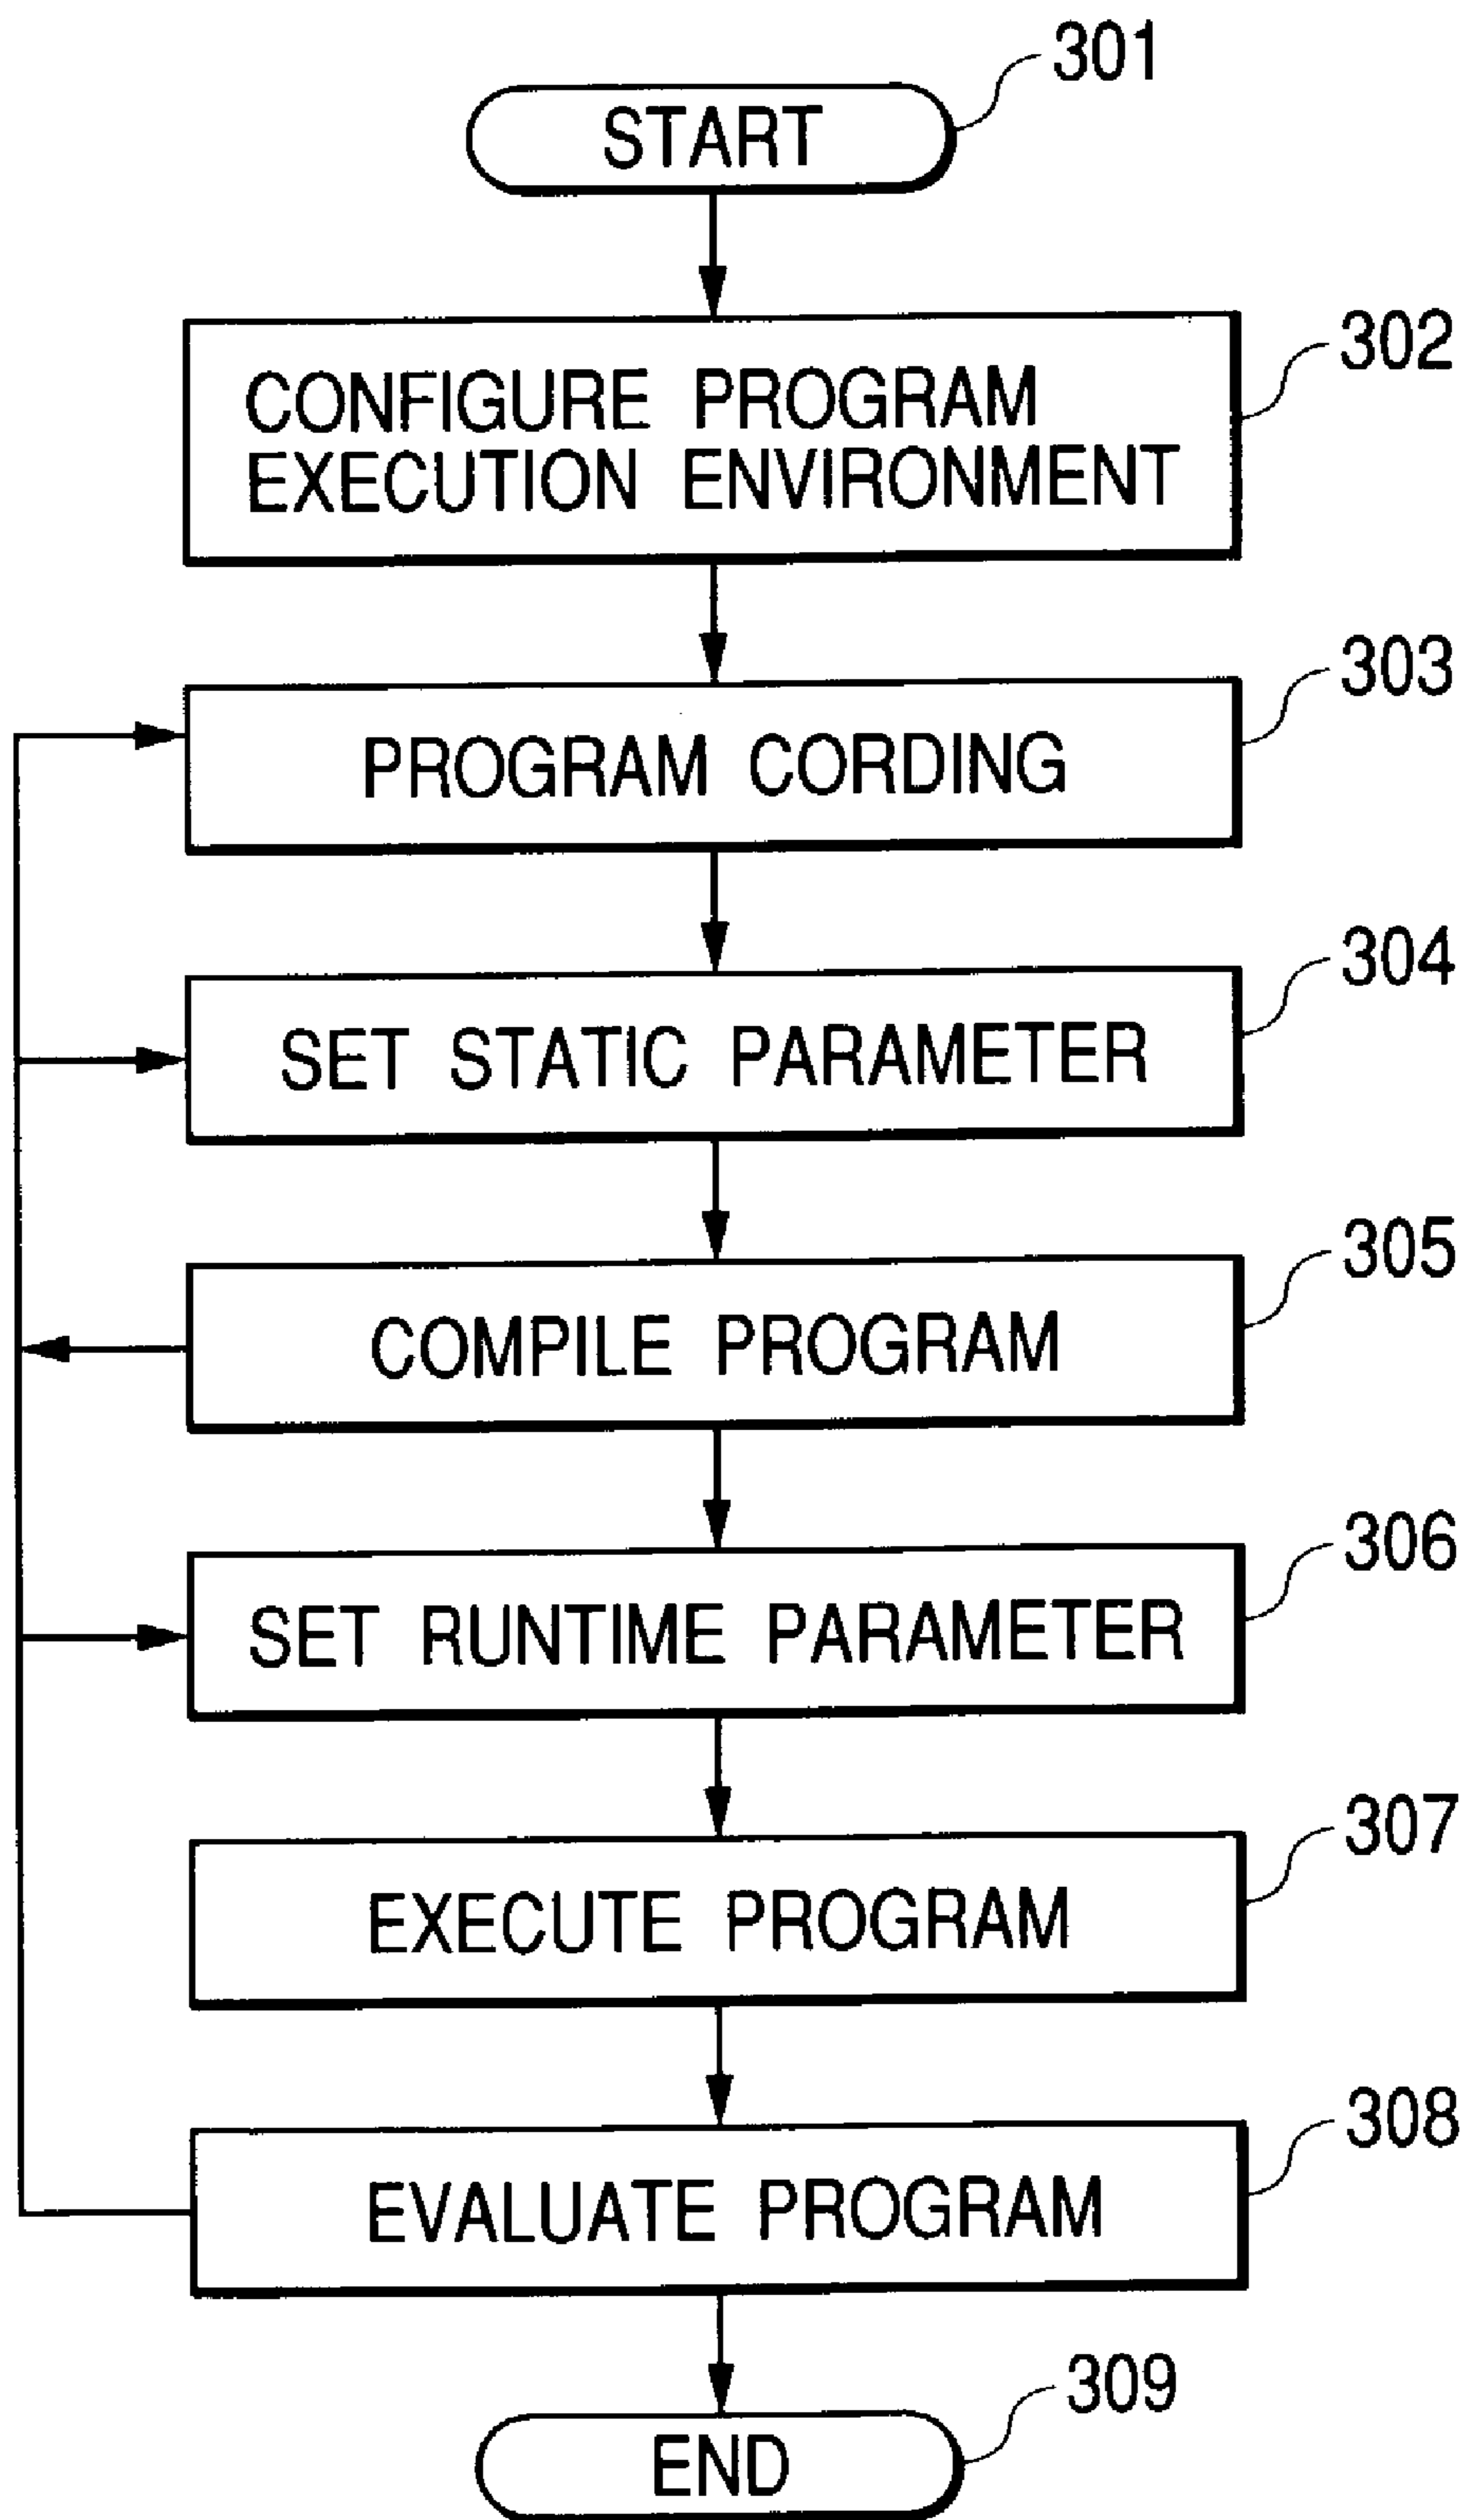 301
START
302
CONFIGURE PROGRAM
EXECUTION ENVIRONMENT
303
PROGRAM CORDING
304
SET STATIC PARAMETER
305
COMPILE PROGRAM
306
SET RUNTIME PARAMETER
307
EXECUTE PROGRAM
308
EVALUATE PROGRAM
309
END